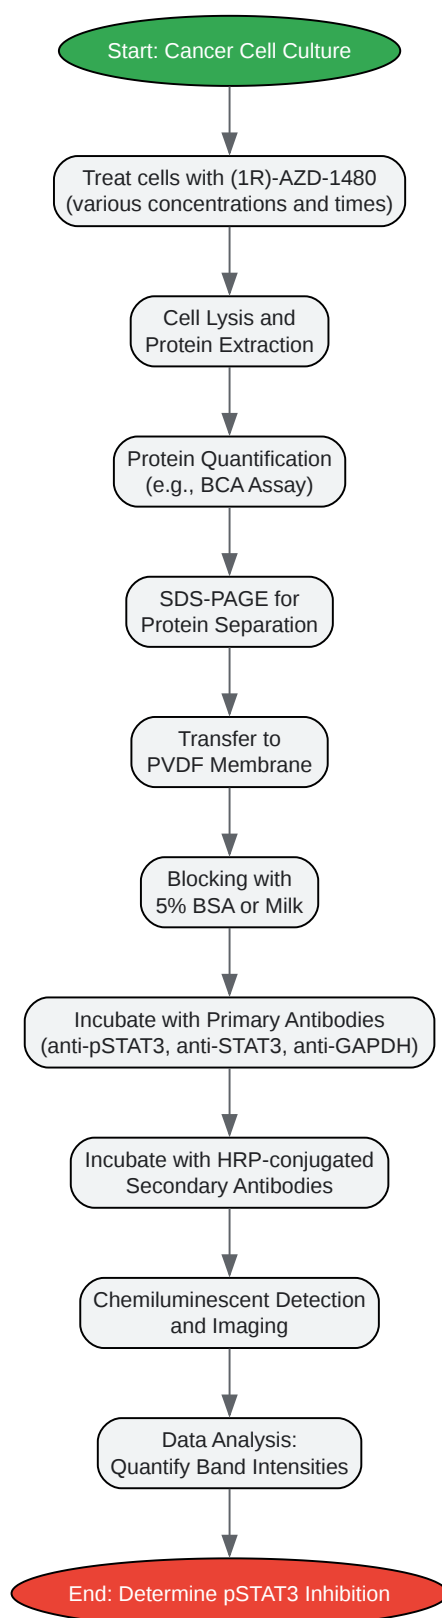 Start: Cancer Cell Culture
Treat cells with (1R)-AZD-1480
(various concentrations and times)
Cell Lysis and
Protein Extraction
Protein Quantification
(e.g., BCA Assay)
SDS-PAGE for
Protein Separation
Transfer to
PVDF Membrane
Blocking with
5% BSA or Milk
Incubate with Primary Antibodies
(anti-pSTAT3, anti-STAT3, anti-GAPDH)
Incubate with HRP-conjugated
Secondary Antibodies
Chemiluminescent Detection
and Imaging
Data Analysis:
Quantify Band Intensities
End: Determine pSTAT3 Inhibition